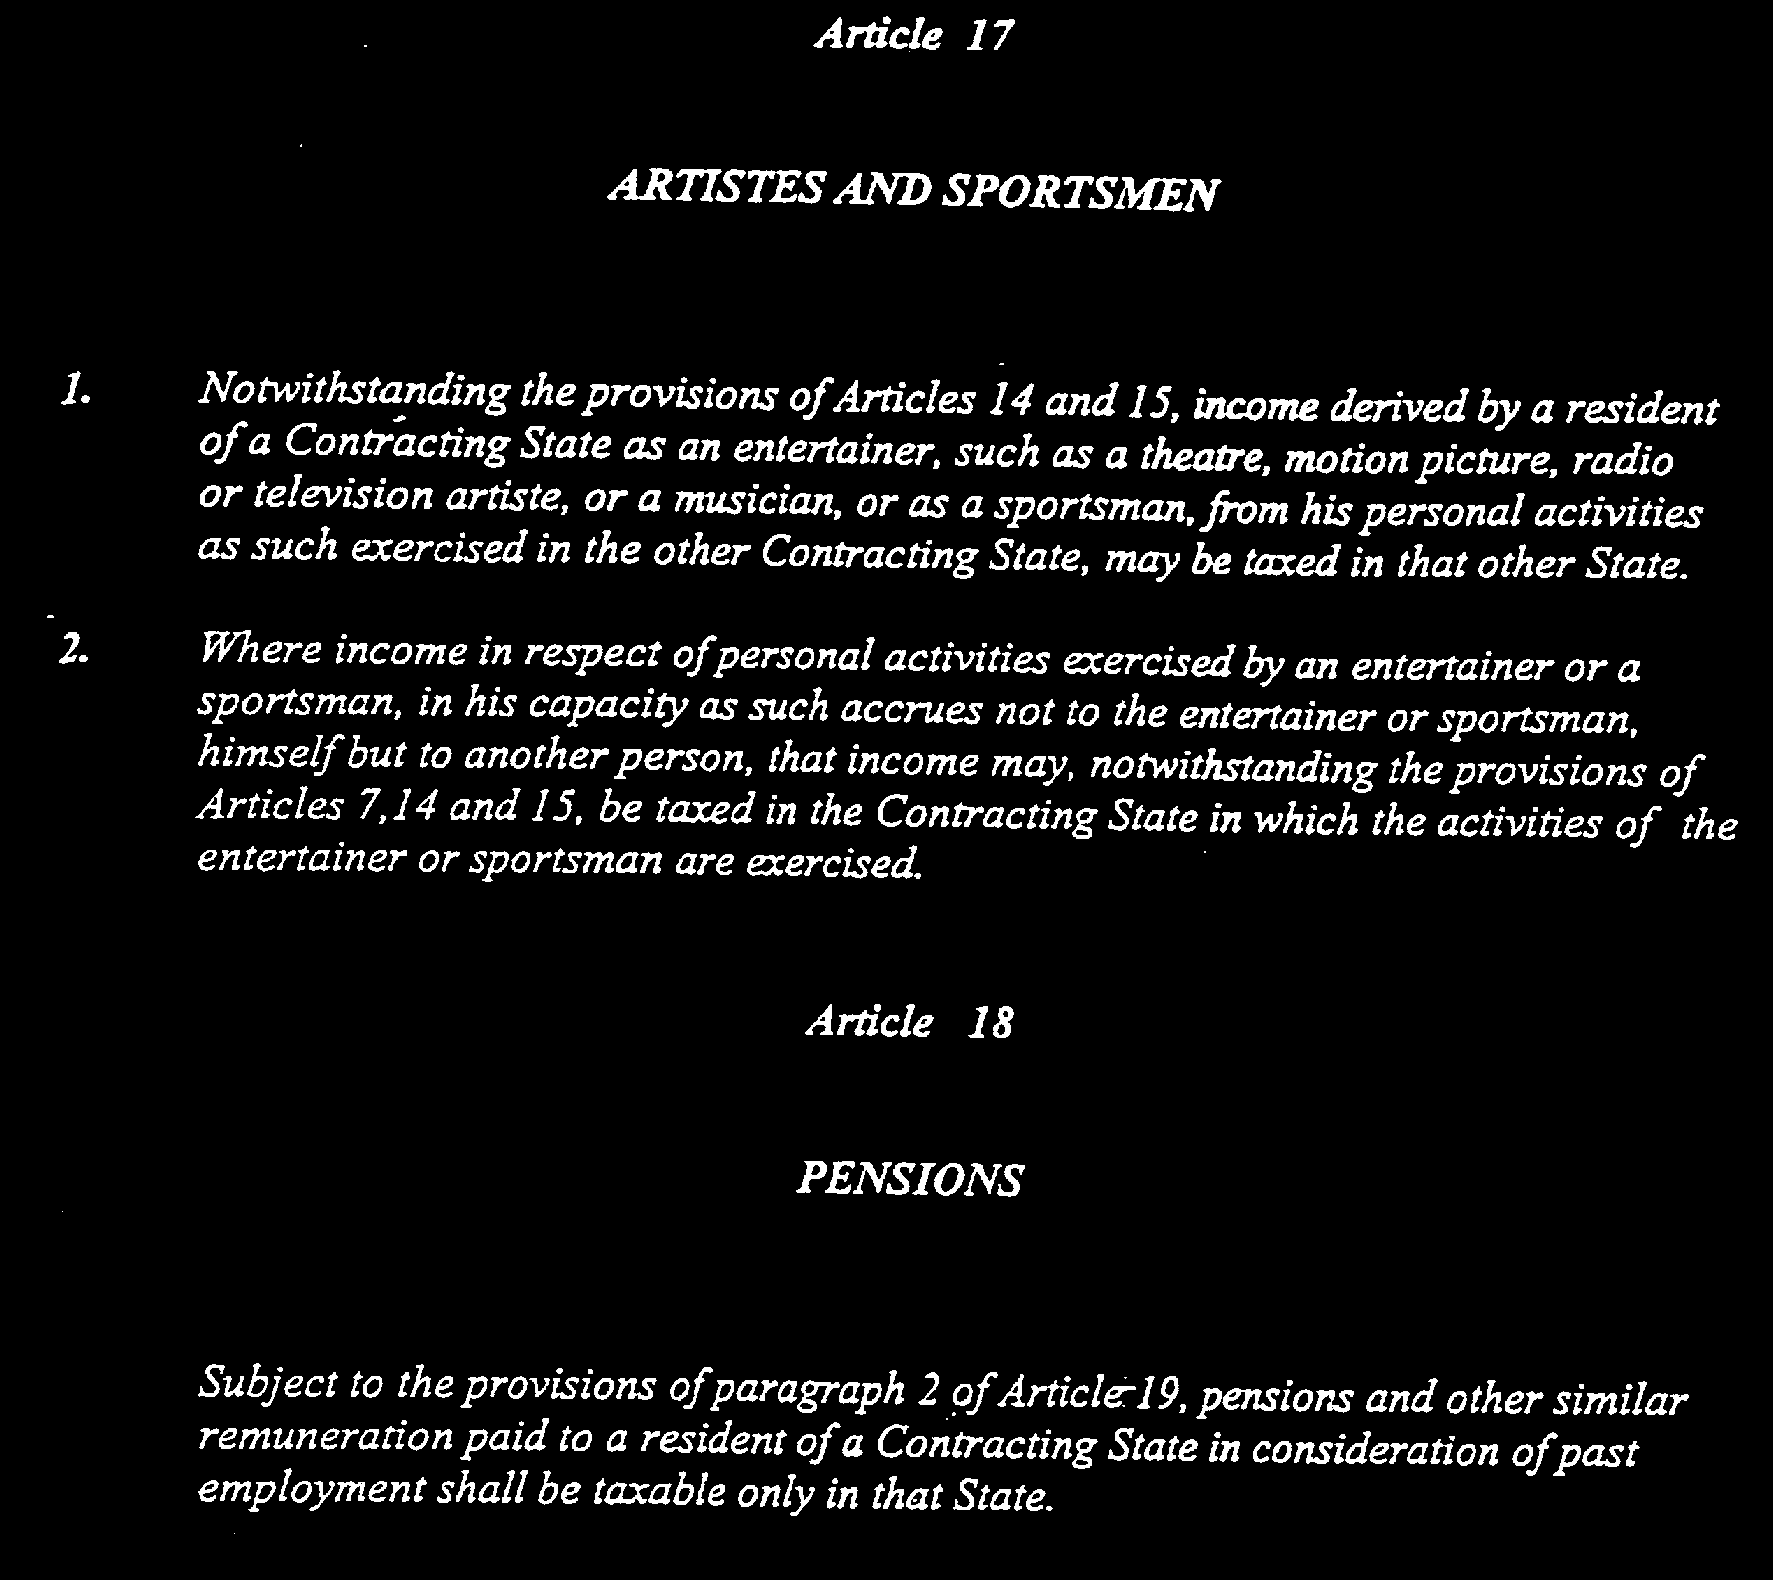 Article 17
ARTISTES AND SPORTSMEN
1. Notwithstanding the provisions of Articles 14 and 15, income derived by a resident
of a Contracting State as an entertainer, such as a theatre, motion picture, radio
or television artiste, or a musician, or as a sportsman, from his personal activities
as such exercised in the other Contracting State, may be taxed in that other State.
2. Where income in respect of personal activities exercised by an entertainer or a
sportsman, in his capacity as such accrues not to the entertainer or sportsman,
himself but to another person, that income may, notwithstanding the provisions of
Articles 7,14 and 15, be taxed in the Contracting State in which the activities of the
entertainer or sportsman are exercised.
Article 18
PENSIONS
Subject to the provisions of paragraph 2 of Article 19, pensions and other similar
remuneration paid to a resident of a Contracting State in consideration of past
employment shall be taxable only in that State.